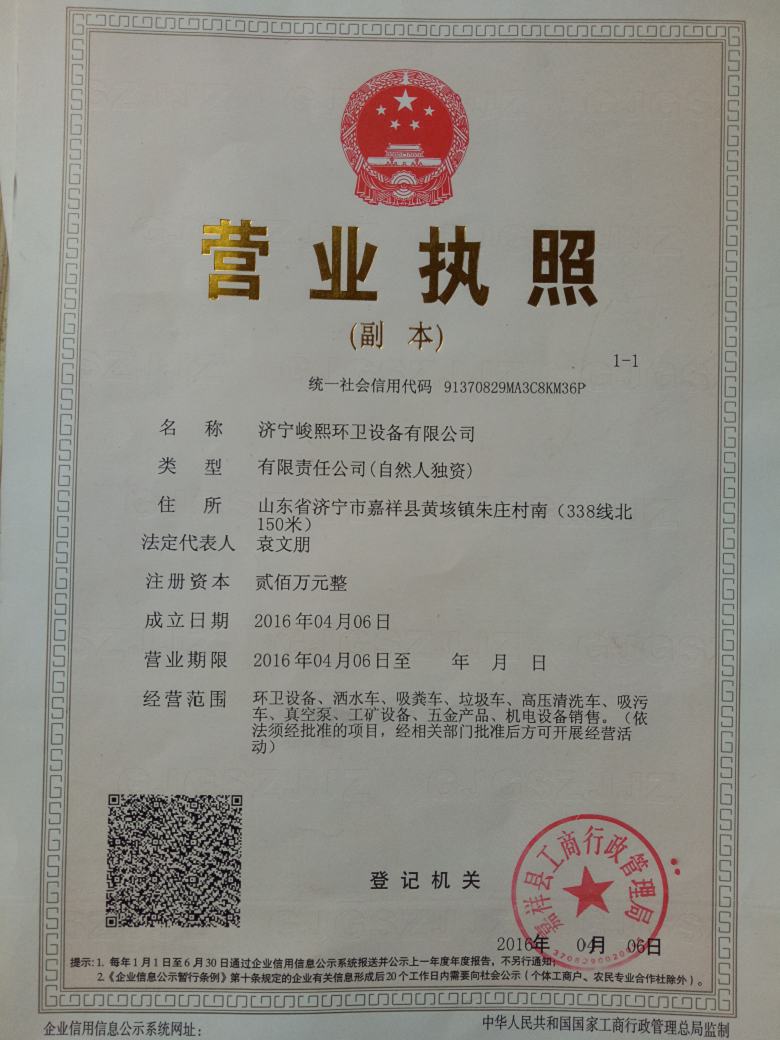 营业执照
(副 本)
1-1
统一社会信用代码 91370829MA3C8KM36P
名 称 济宁峻熙环卫设备有限公司
类 型 有限责任公司(自然人独资)
住 所 山东省济宁市嘉祥县黄垓镇朱庄村南（338线北
150米）
法定代表人 袁文朋
注册资本 贰佰万元整
成立日期 2016年04月06日
营业期限 2016年04月06日至 年 月 日
经营范围 环卫设备、洒水车、吸粪车、垃圾车、高压清洗车、吸污
车、真空泵、工矿设备、五金产品、机电设备销售。（依
法须经批准的项目，经相关部门批准后方可开展经营活
动）
登记机关
嘉祥县工商行政管理局
2016年 04月 06日
提示：1. 每年1月1日至6月30日通过企业信用信息公示系统报送并公示上一年度年度报告，不另行通知；
2.《企业信息公示暂行条例》第十条规定的企业有关信息形成后20个工作日内需要向社会公示（个体工商户、农民专业合作社除外）。
企业信用信息公示系统网址：
中华人民共和国国家工商行政管理总局监制